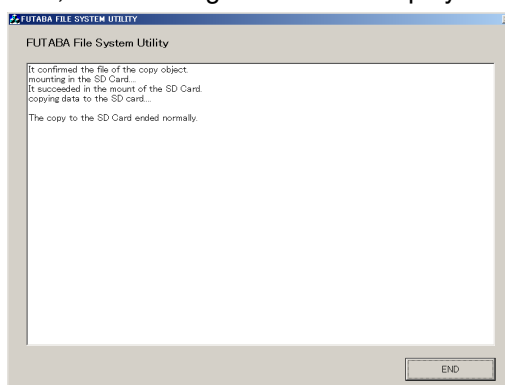 FUTABA FILE SYSTEM UTILITY
FUTABA File System Utility
It confirmed the file of the copy object.
mounting in the SD Card....
It succeeded in the mount of the SD Card.
copying data to the SD card....
The copy to the SD Card ended normally.
END